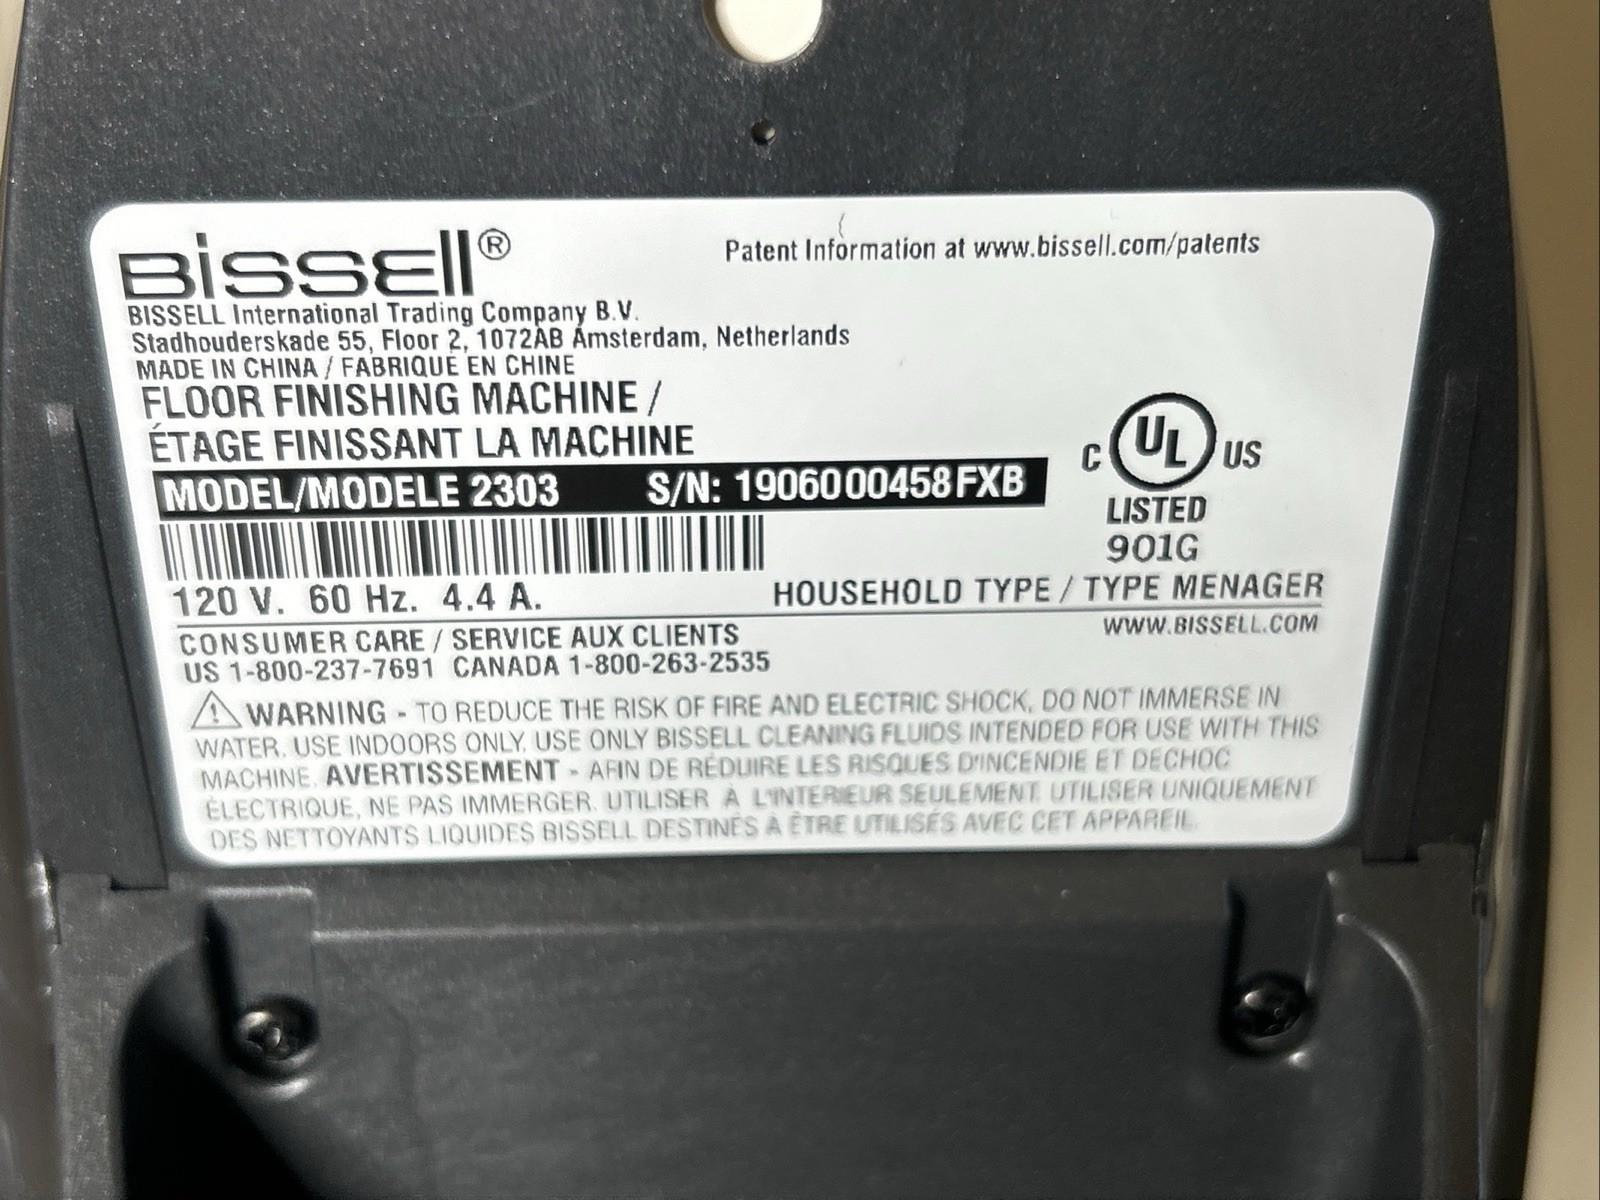 Bissell®
Patent Information at www.bissell.com/patents
BISSELL International Trading Company B.V.
Stadhouderskade 55, Floor 2, 1072AB Amsterdam, Netherlands
MADE IN CHINA / FABRIQUÉ EN CHINE
FLOOR FINISHING MACHINE /
ÉTAGE FINISSANT LA MACHINE
MODEL/MODELE 2303 S/N: 1906000458FXB
C UL US
LISTED
901G
120 V. 60 Hz. 4.4 A.
HOUSEHOLD TYPE / TYPE MENAGER
WWW.BISSELL.COM
CONSUMER CARE / SERVICE AUX CLIENTS
US 1-800-237-7691 CANADA 1-800-263-2535
WARNING - TO REDUCE THE RISK OF FIRE AND ELECTRIC SHOCK, DO NOT IMMERSE IN
WATER. USE INDOORS ONLY. USE ONLY BISSELL CLEANING FLUIDS INTENDED FOR USE WITH THIS
MACHINE. AVERTISSEMENT - AFIN DE RÉDUIRE LES RISQUES D'INCENDIE ET DECHOC
ÉLECTRIQUE, NE PAS IMMERGER. UTILISER À L'INTERIEUR SEULEMENT. UTILISER UNIQUEMENT
DES NETTOYANTS LIQUIDES BISSELL DESTINÉS À ÊTRE UTILISÉS AVEC CET APPAREIL.